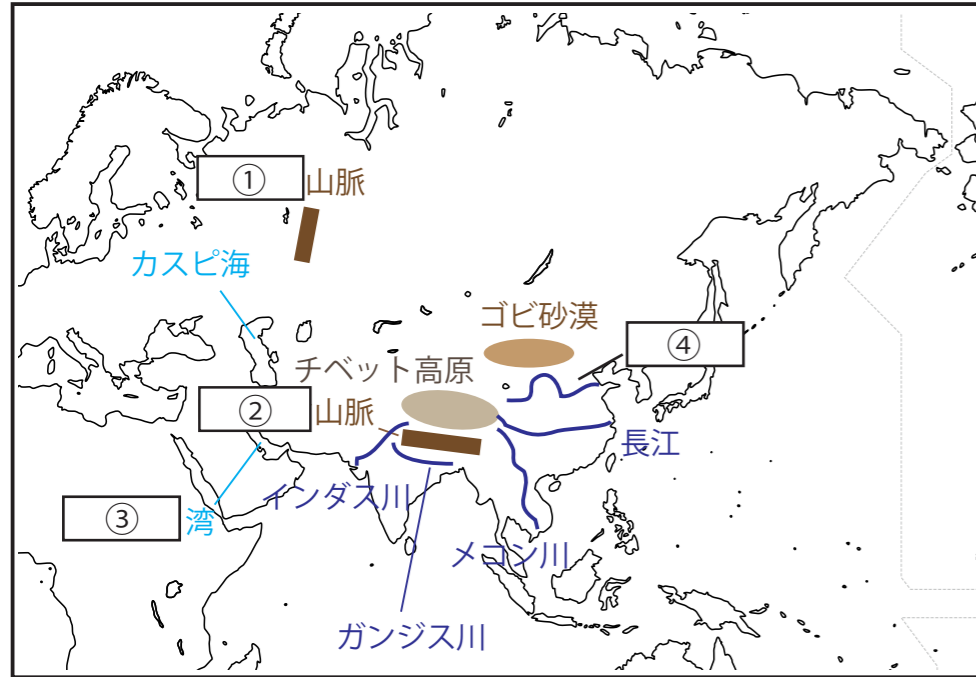 ① 山脈
カスピ海
ゴビ砂漠
④
チベット高原
② 山脈
長江
インダス川
③ 湾
メコン川
ガンジス川